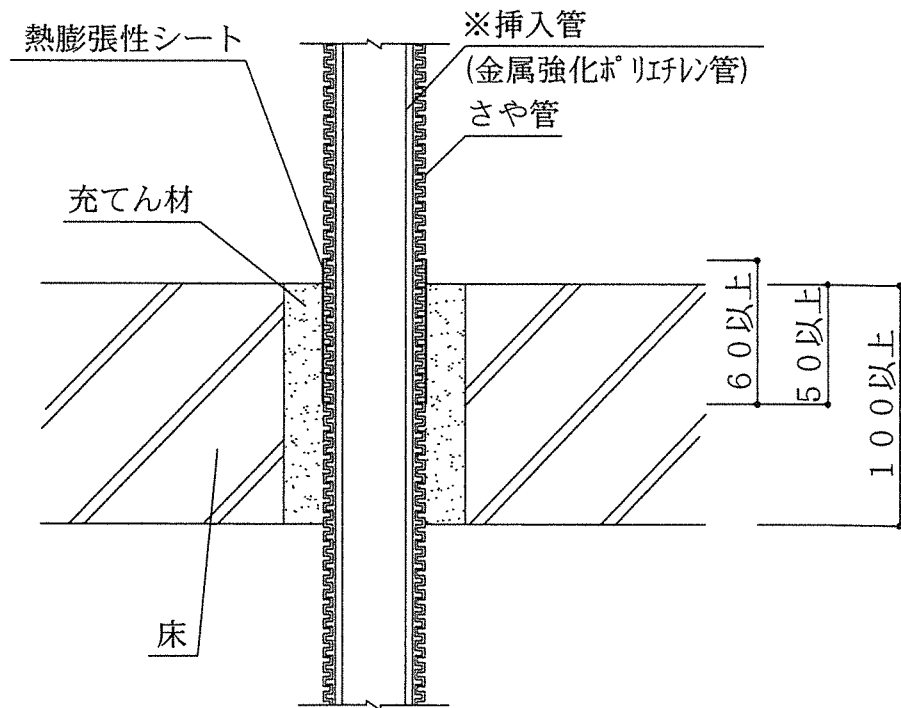 熱膨張性シート
※挿入管
(金属強化ポリエチレン管)
さや管
充てん材
60以上
50以上
100以上
床